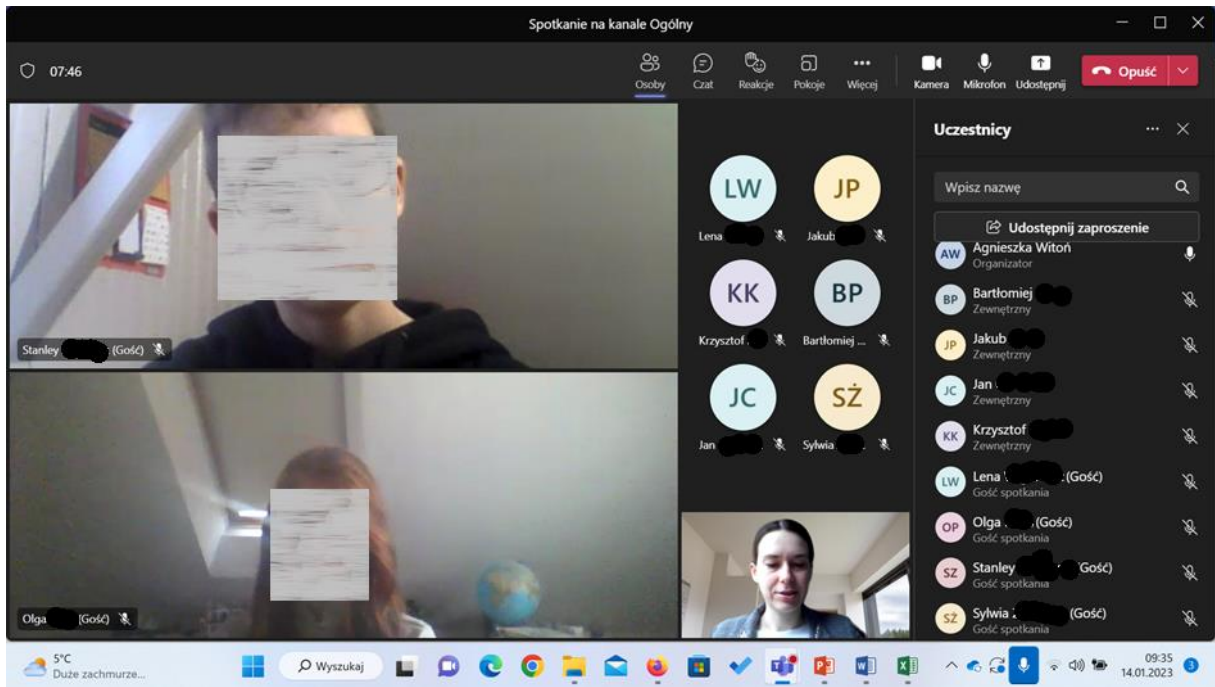 Spotkanie na kanale Ogólny
07:46
Osoby
Czat
Reakcje
Pokoje
Więcej
Kamera
Mikrofon
Udostępnij
Opuść
Stanley (Gość)
Olga (Gość)
LW
JP
Lena
Jakub
KK
BP
Krzysztof
Bartłomiej ...
JC
SŻ
Jan
Sylwia
Uczestnicy
Wpisz nazwę
Udostępnij zaproszenie
AW
Agnieszka Witoń
Organizator
BP
Bartłomiej
Zewnętrzny
JP
Jakub
Zewnętrzny
JC
Jan
Zewnętrzny
KK
Krzysztof
Zewnętrzny
LW
Lena (Gość)
Gość spotkania
OP
Olga (Gość)
Gość spotkania
SZ
Stanley (Gość)
Gość spotkania
SŻ
Sylwia (Gość)
Gość spotkania
5°C
Duże zachmurze...
Wyszukaj
09:35
14.01.2023
3